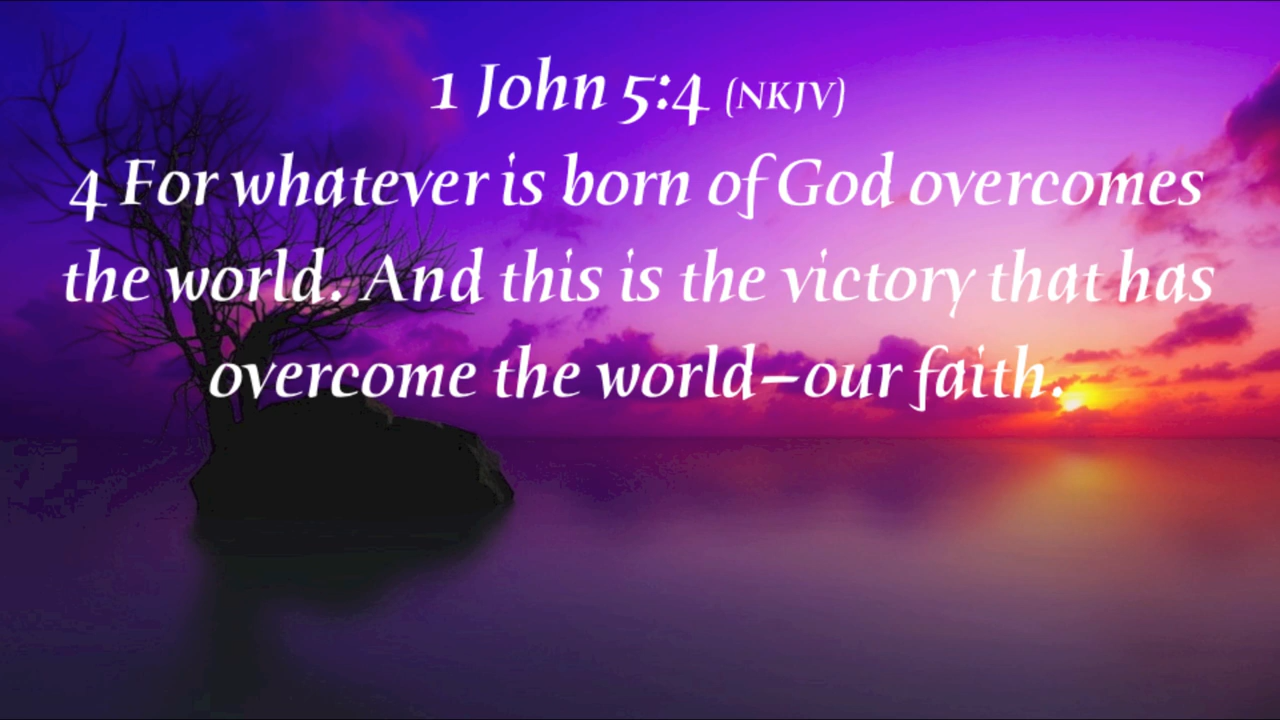 1 John 5:4 (NKJV)
4 For whatever is born of God overcomes
the world. And this is the victory that has
overcome the world—our faith.